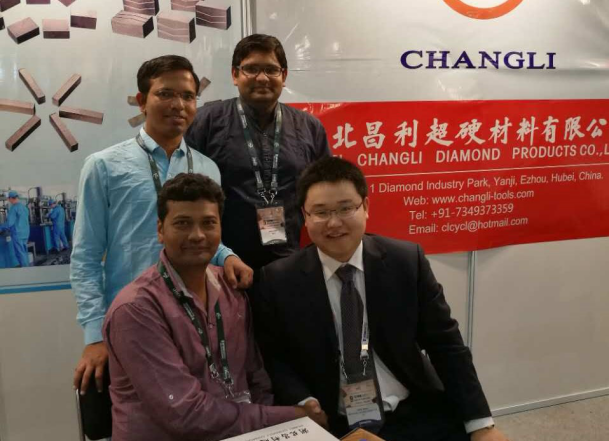 CHANGLI
北昌利超硬材料有限公
CHANGLI DIAMOND PRODUCTS CO.,L
1 Diamond Industry Park, Yanji, Ezhou, Hubei, China.
Web: www.changli-tools.com
Tel: +91-7349373359
Email: clcycl@hotmail.com